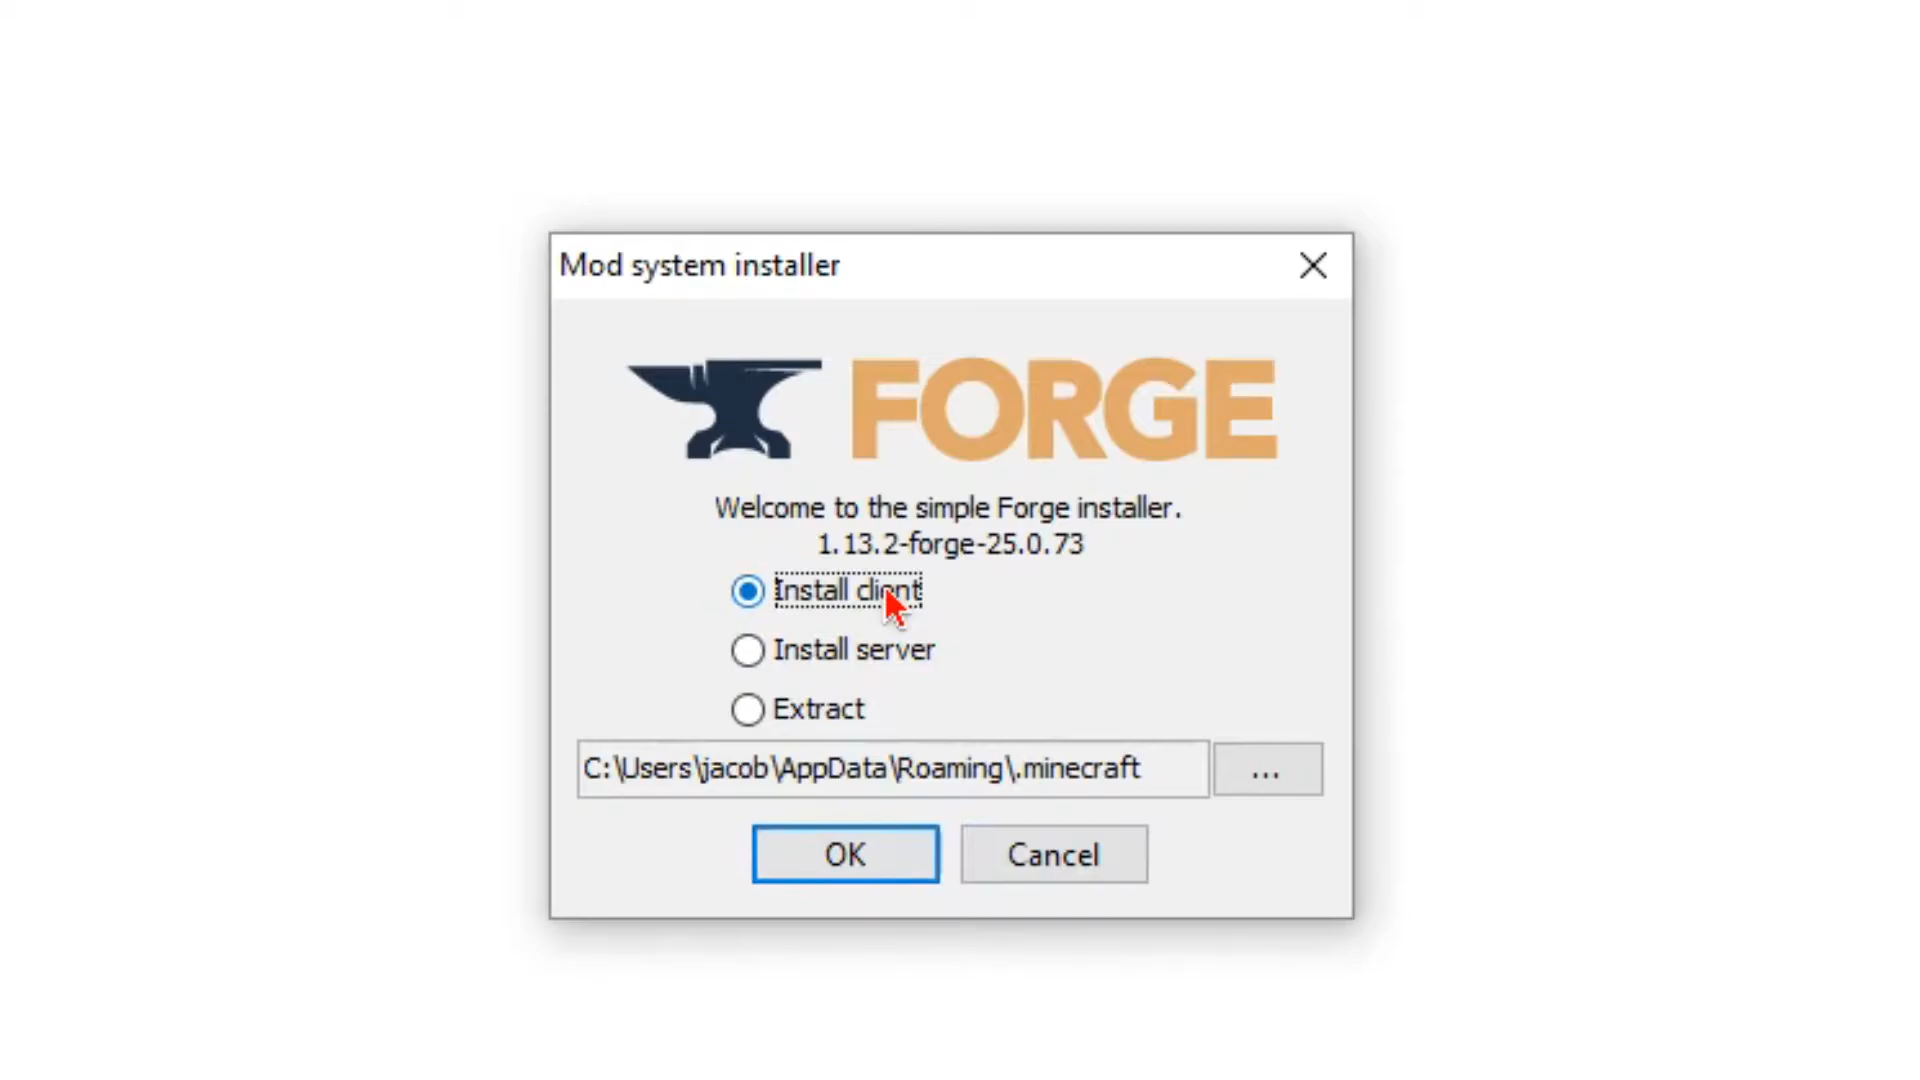 Mod system installer
FORGE
Welcome to the simple Forge installer.
1.13.2-forge-25.0.73
Install client
Install server
Extract
C:\Users\jacob\AppData\Roaming\.minecraft
...
OK
Cancel